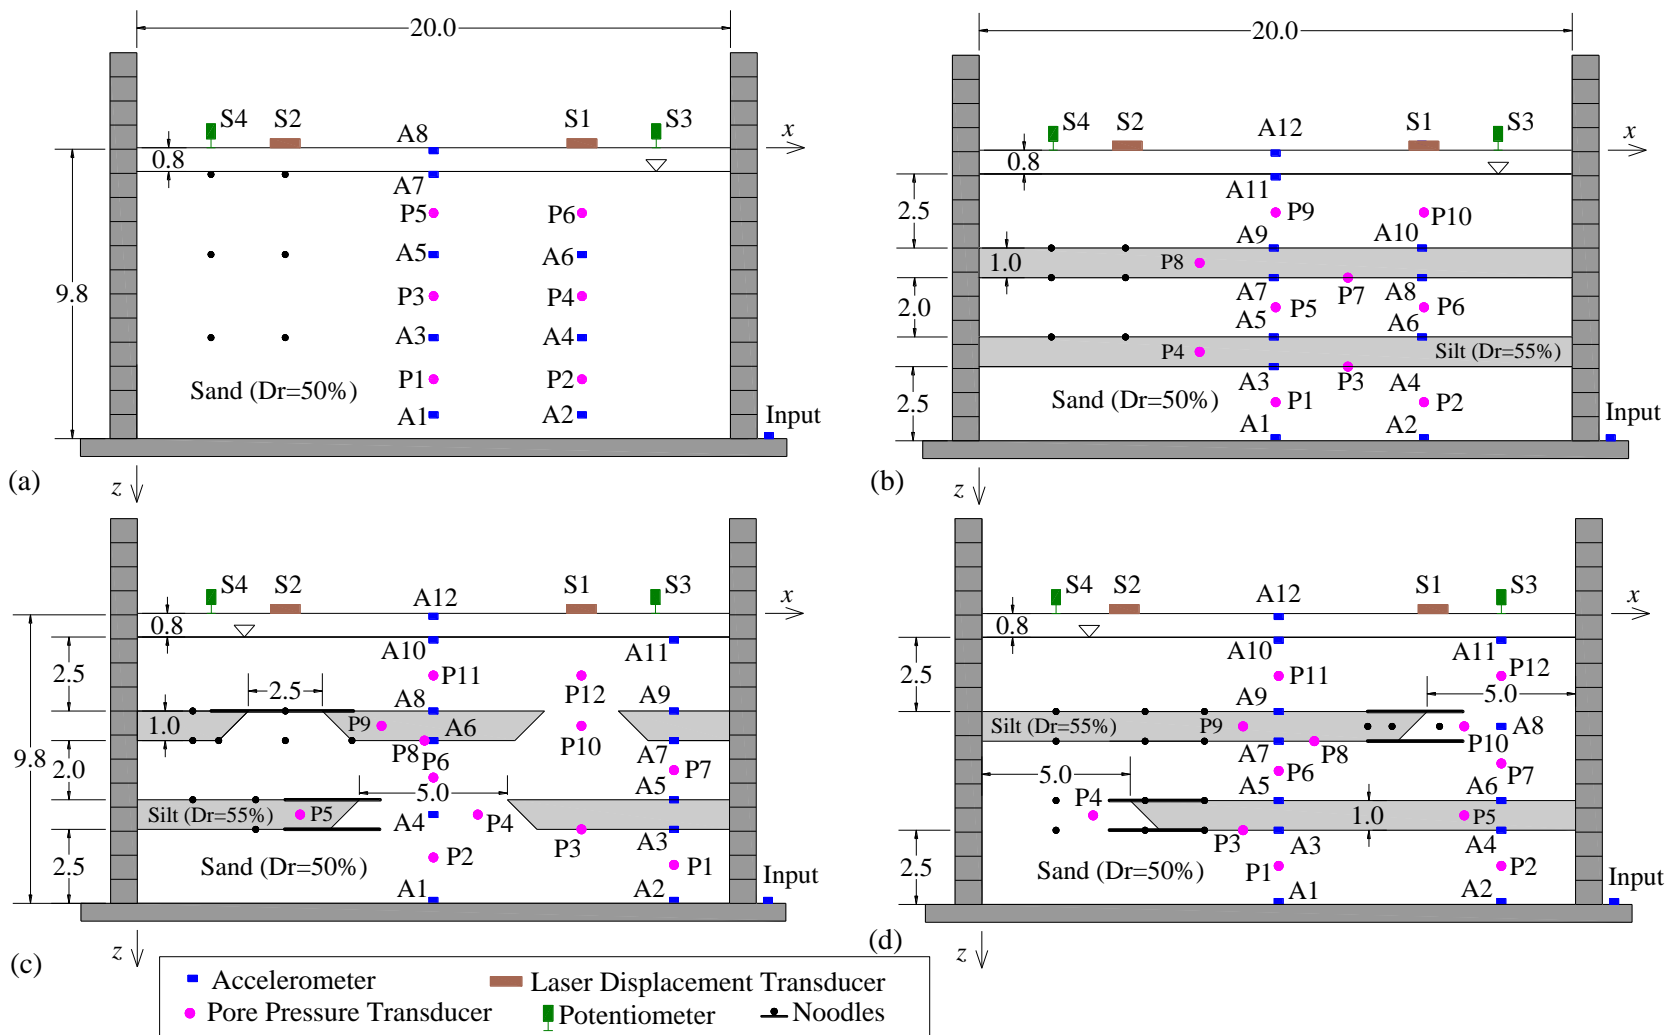 20.0
S4 S2 A8 S1 S3 x
0.8
A7
P5 P6
A5 A6
9.8
P3 P4
A3 A4
P1 P2
Sand (Dr=50%)
A1 A2 Input
(a)
z
20.0
S4 S2 A12 S1 S3 x
0.8
A11
2.5 P9 P10
A9 A10
1.0 P8
A7 P7 A8
2.0 P5 P6
A5 A6
P4 Silt (Dr=55%)
A3 P3 A4
2.5 Sand (Dr=50%) P1 P2
A1 A2 Input
(b)
z
S4 S2 A12 S1 S3 x
0.8
A10 A11
2.5 P11 P12
2.5 A8 A9
1.0 P9 A6 P10
P8 A7
9.8 2.0 P6 P7
5.0 A5
Silt (Dr=55%) P5 A4 P4
P3 A3
2.5 Sand (Dr=50%) P2 P1
A1 A2 Input
(c)
z
S4 S2 A12 S1 S3 x
0.8
A10 A11
2.5 P11 P12
5.0
A9
Silt (Dr=55%) P9 A8
P10
A7 P8
P6 P7
5.0 A5 A6
P4 1.0 P5
P3 A3 A4
2.5 Sand (Dr=50%) P1 P2
A1 A2 Input
(d)
z
Accelerometer Laser Displacement Transducer
Pore Pressure Transducer Potentiometer Noodles